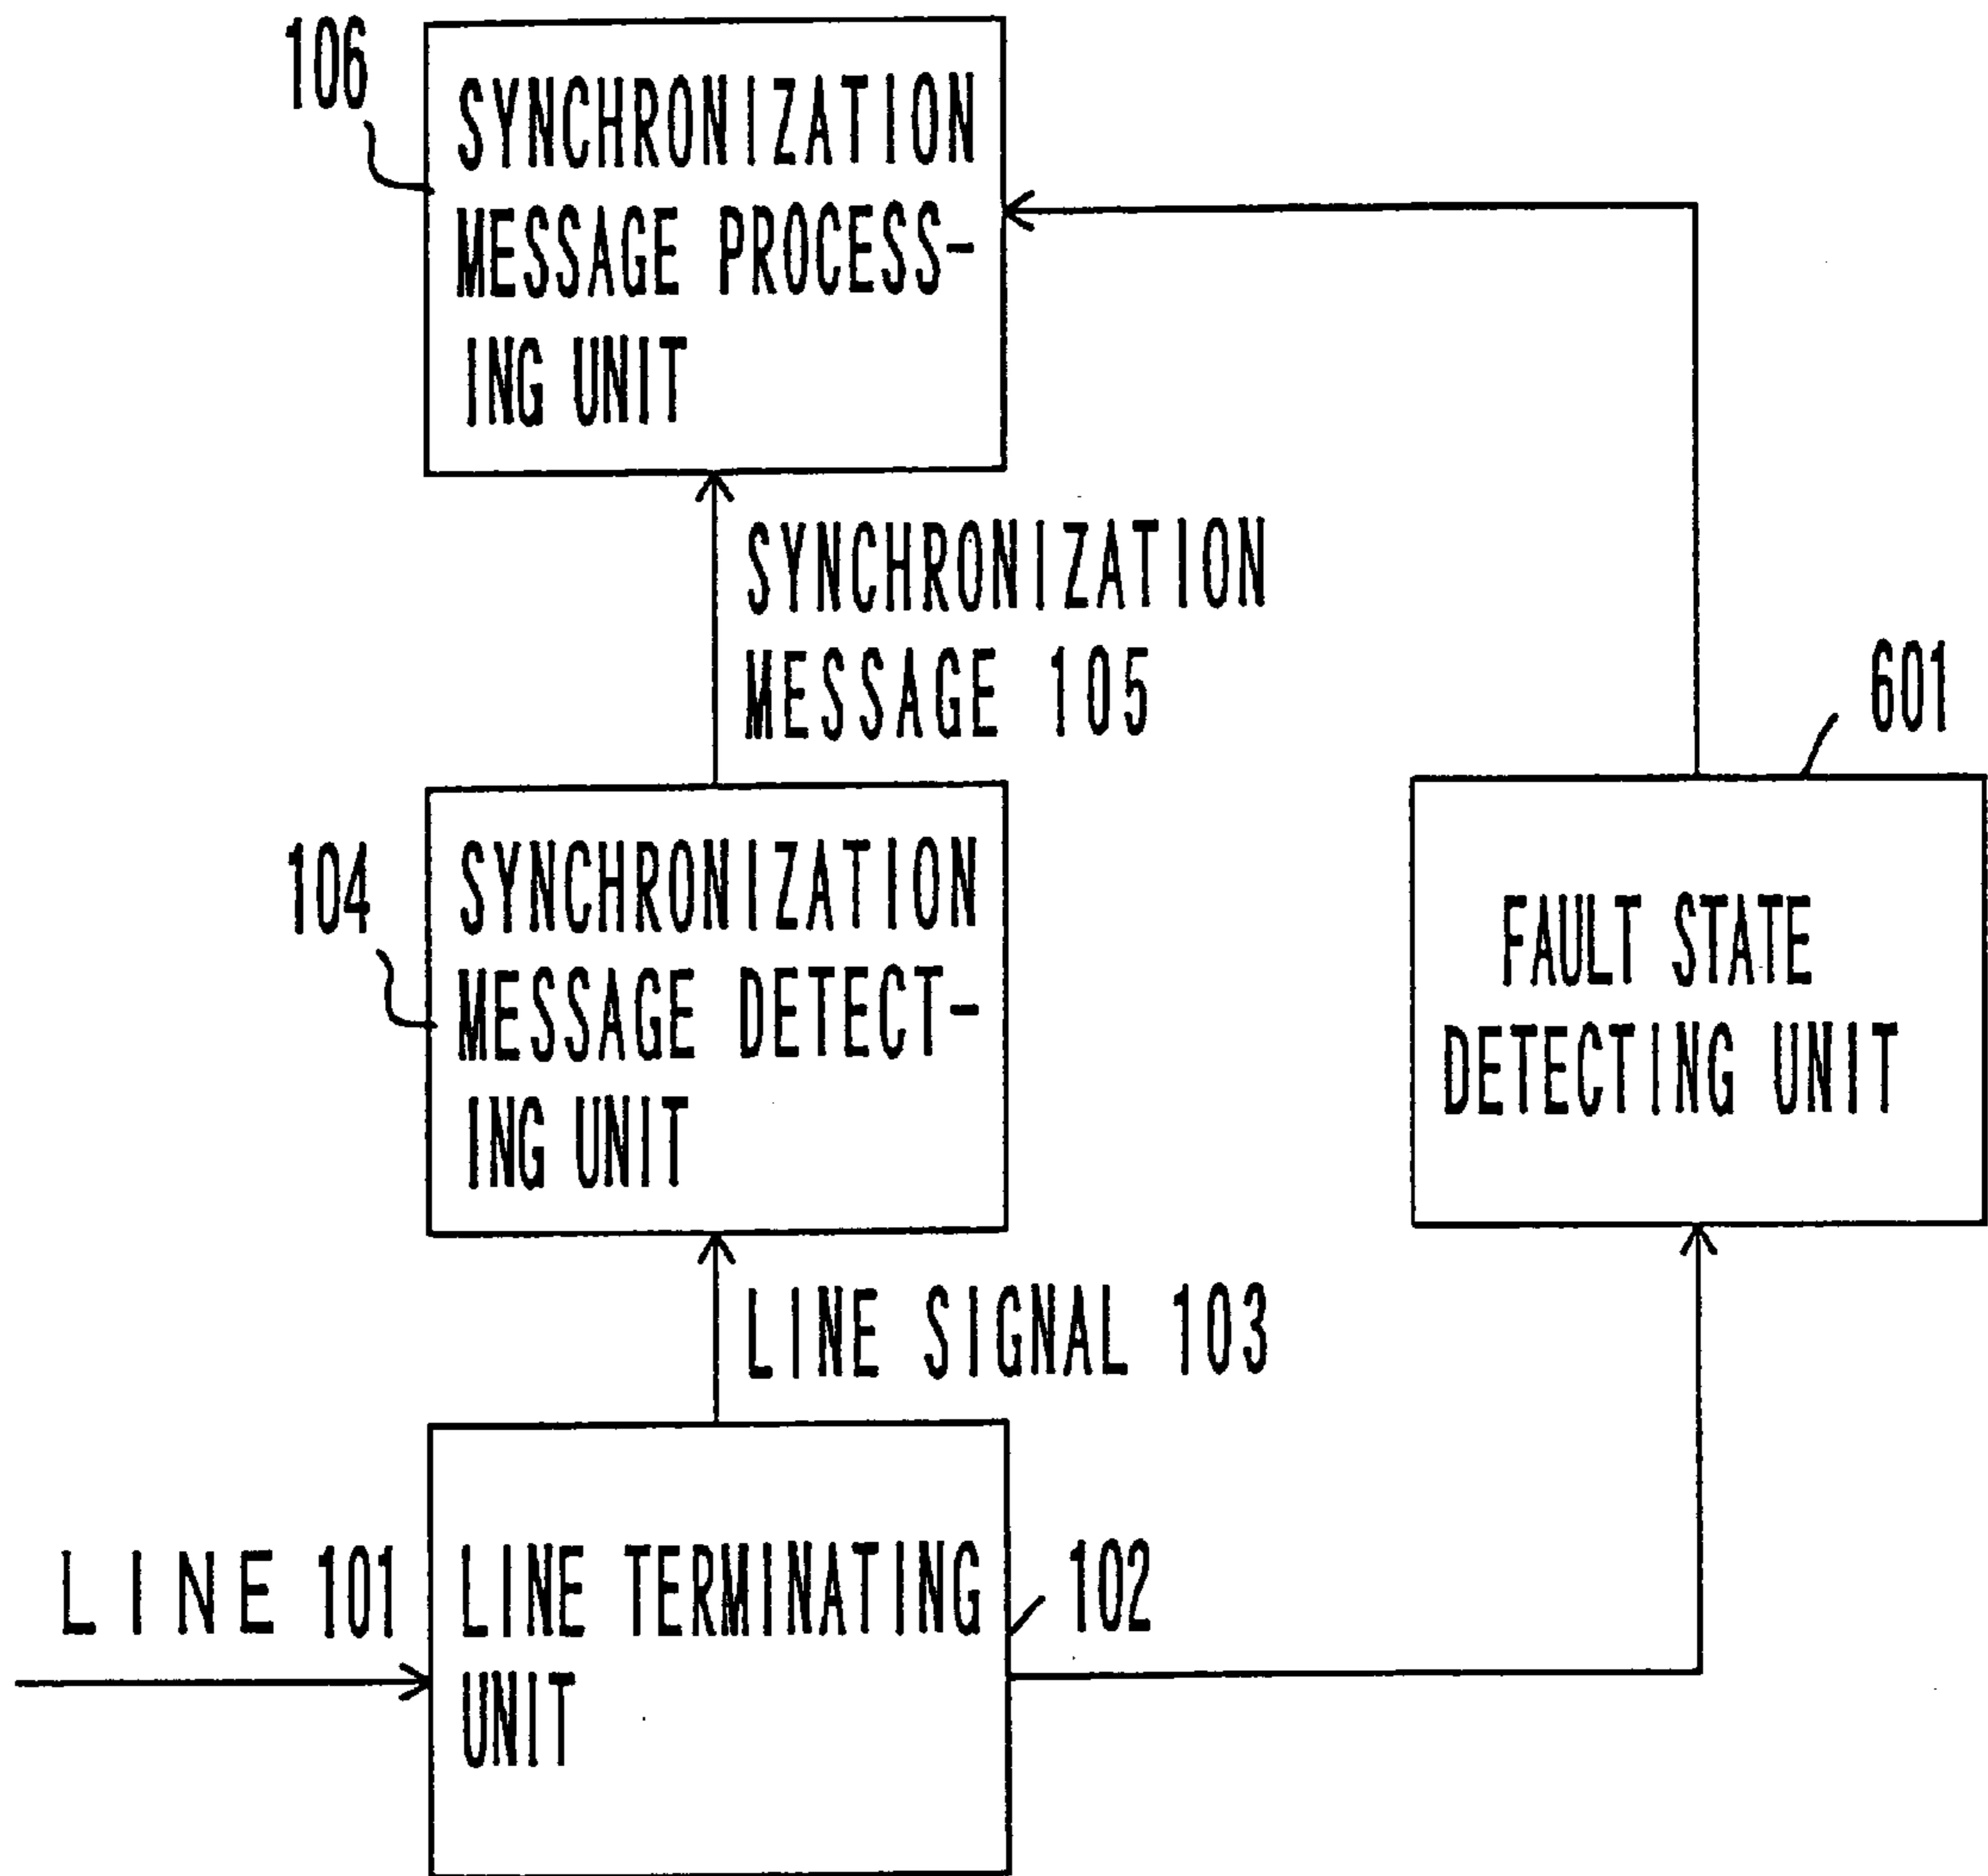 106
SYNCHRONIZATION
MESSAGE PROCESS-
ING UNIT
SYNCHRONIZATION
MESSAGE 105
601
104
SYNCHRONIZATION
MESSAGE DETECT-
ING UNIT
FAULT STATE
DETECTING UNIT
LINE SIGNAL 103
LINE 101
LINE TERMINATING
UNIT
102